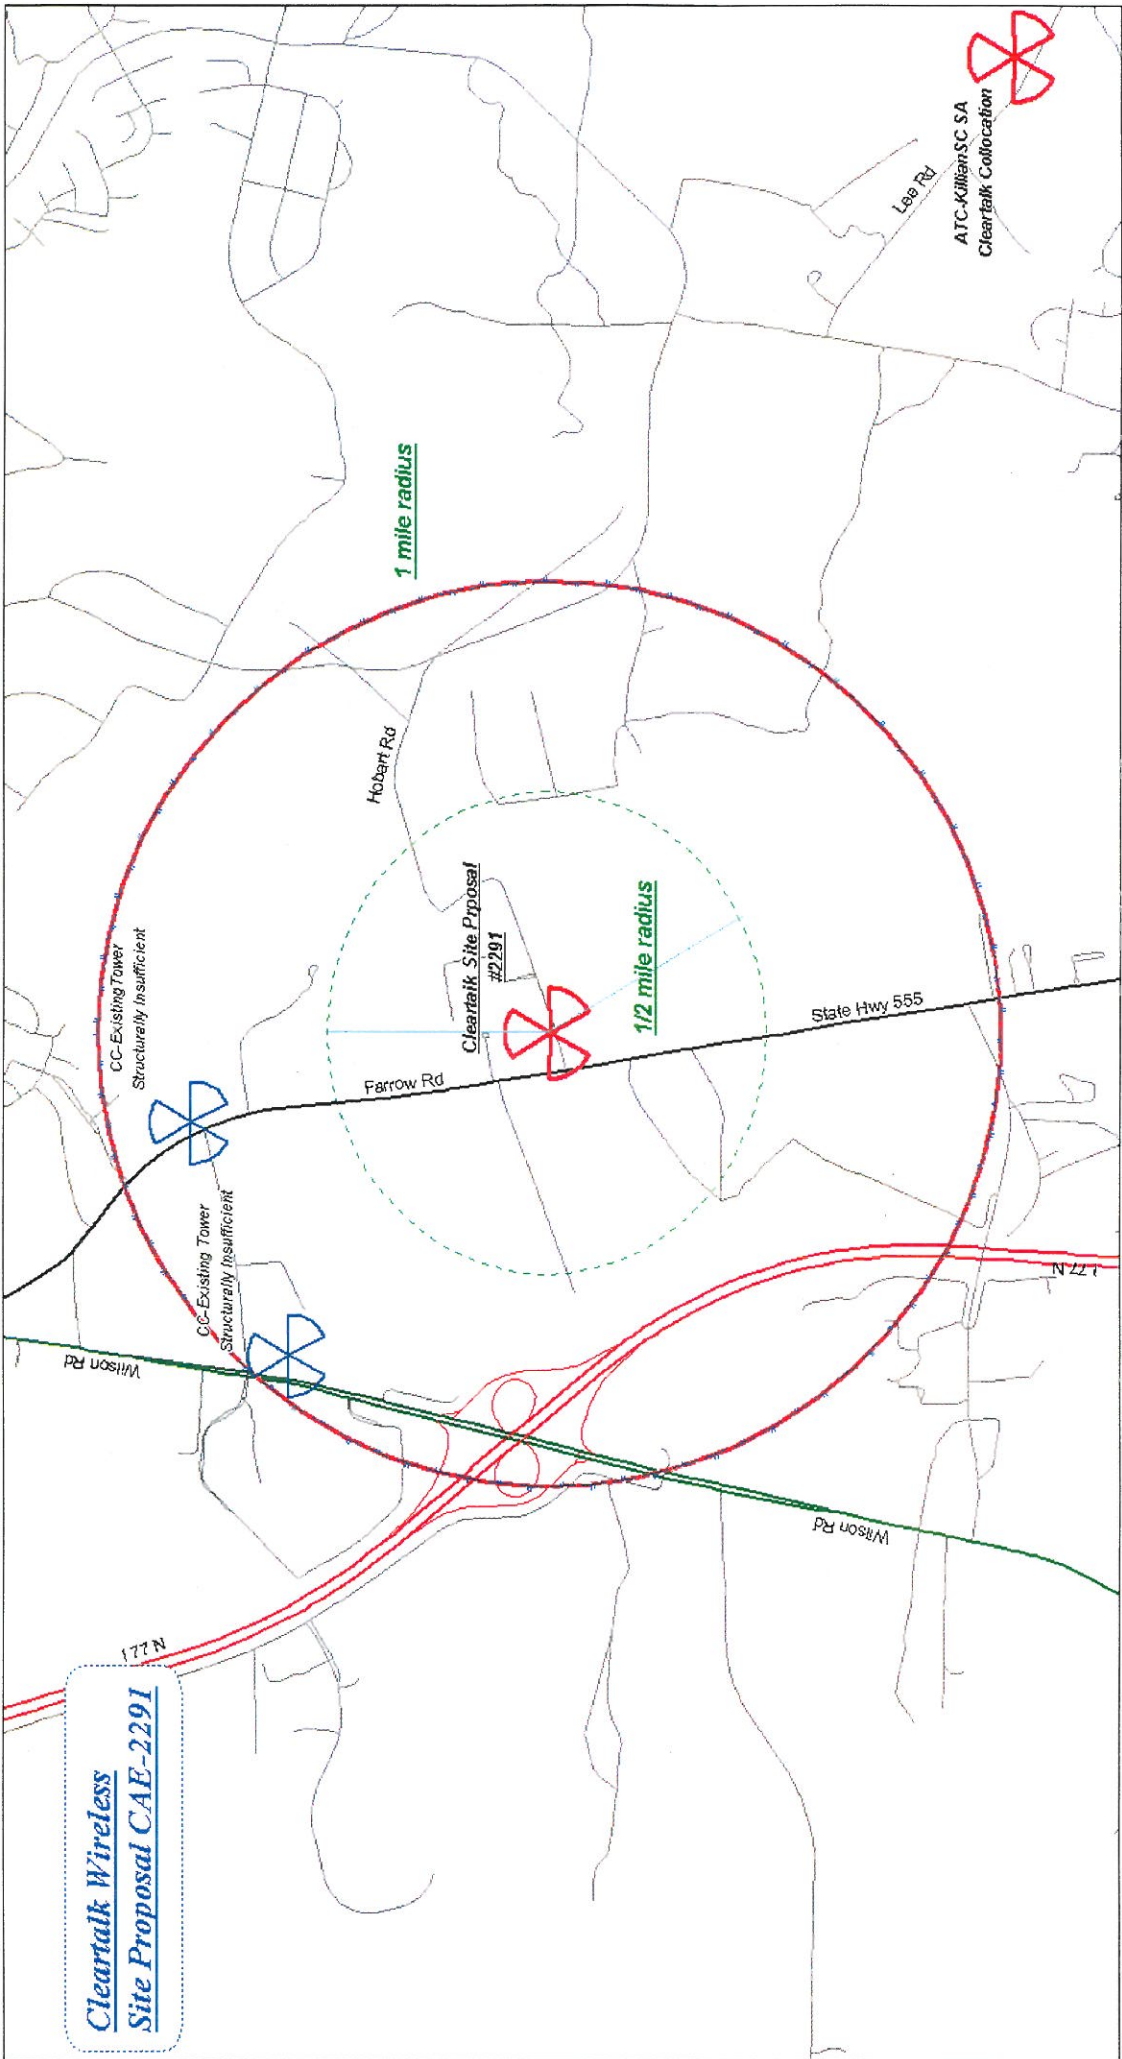 Cleartalk Wireless
Site Proposal CAE-2291
I 77 N
Wilson Rd
CC-Existing Tower
Structurally Insufficient
CC-Existing Tower
Structurally Insufficient
Farrow Rd
Cleartalk Site Prposal
#2291
1/2 mile radius
State Hwy 555
Hobart Rd
1 mile radius
Wilson Rd
I 77 N
Lee Rd
ATC-KillianSC SA
Cleartalk Collocation